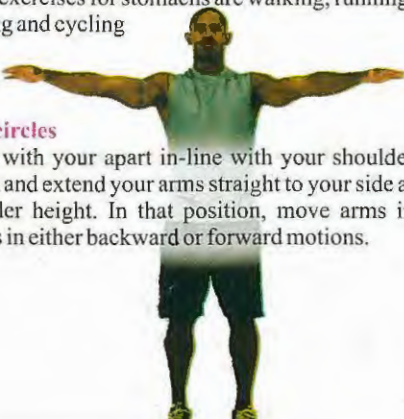 exercises for stomachs are walking, running
g and cycling
circles
with your apart in-line with your shoulde
and extend your arms straight to your side a
der height. In that position, move arms i
s in either backward or forward motions.